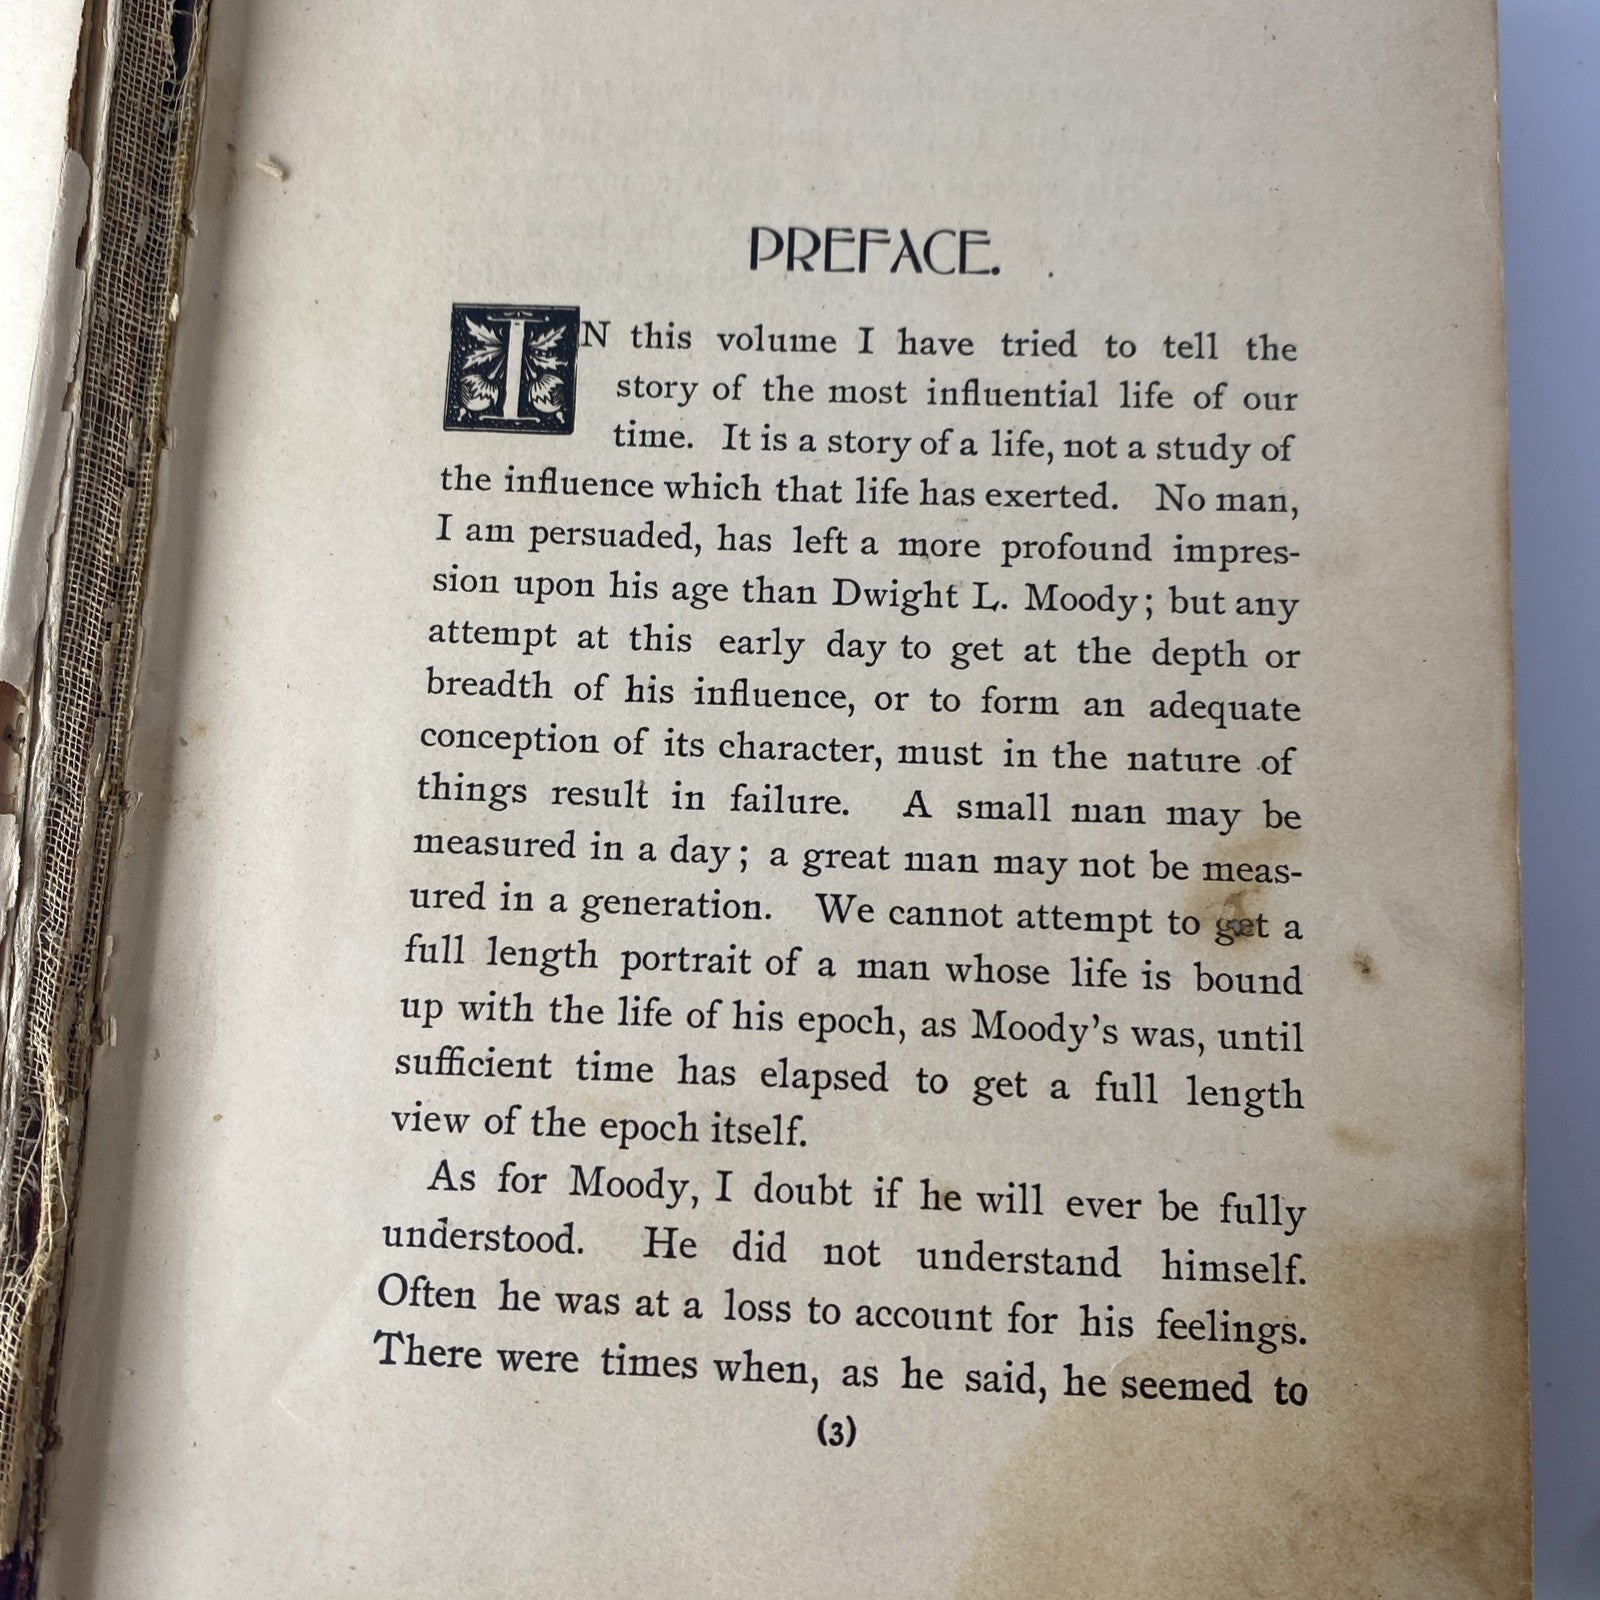 PREFACE.
IN this volume I have tried to tell the
story of the most influential life of our
time. It is a story of a life, not a study of
the influence which that life has exerted. No man,
I am persuaded, has left a more profound impres-
sion upon his age than Dwight L. Moody; but any
attempt at this early day to get at the depth or
breadth of his influence, or to form an adequate
conception of its character, must in the nature of
things result in failure. A small man may be
measured in a day; a great man may not be meas-
ured in a generation. We cannot attempt to get a
full length portrait of a man whose life is bound
up with the life of his epoch, as Moody's was, until
sufficient time has elapsed to get a full length
view of the epoch itself.
As for Moody, I doubt if he will ever be fully
understood. He did not understand himself.
Often he was at a loss to account for his feelings.
There were times when, as he said, he seemed to
(3)